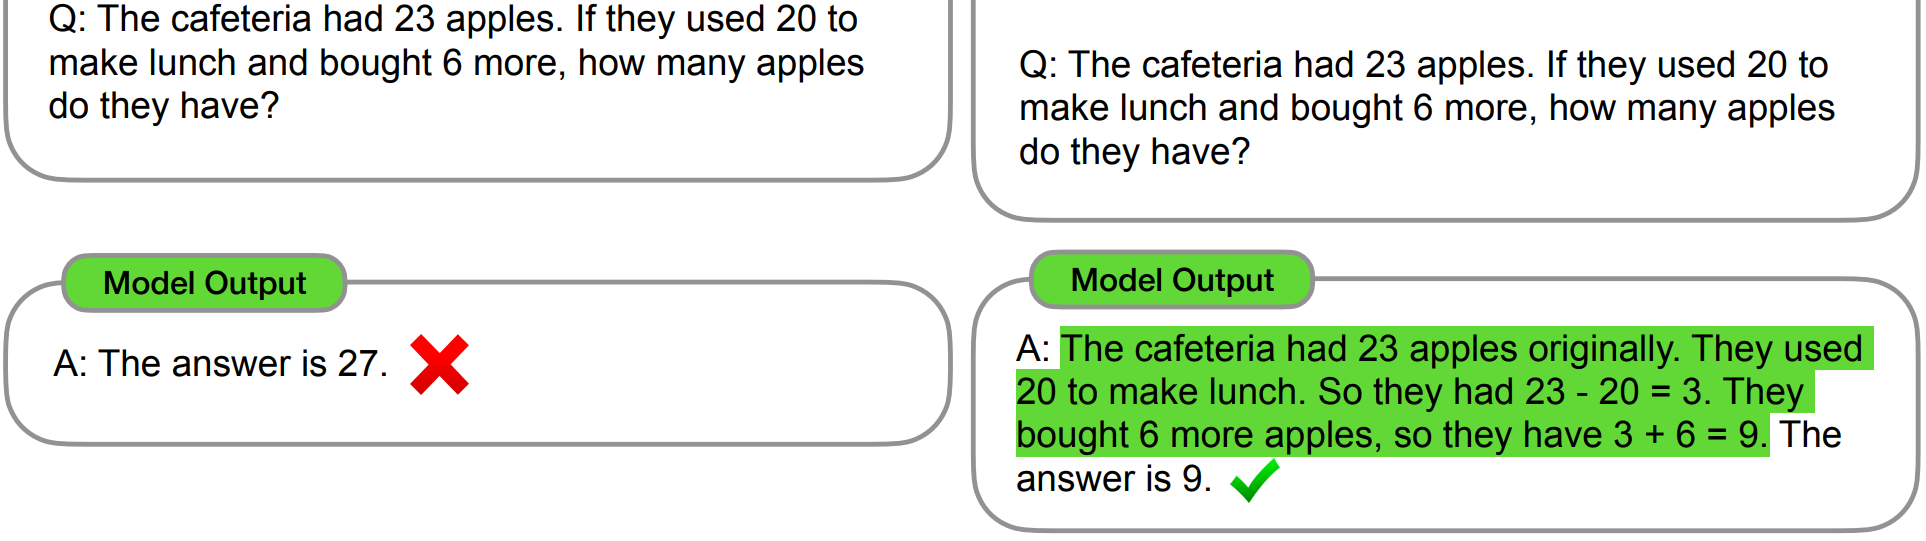 Q: The cafeteria had 23 apples. If they used 20 to
make lunch and bought 6 more, how many apples
do they have?
Model Output
A: The answer is 27.
Q: The cafeteria had 23 apples. If they used 20 to
make lunch and bought 6 more, how many apples
do they have?
Model Output
A: The cafeteria had 23 apples originally. They used
20 to make lunch. So they had 23 - 20 = 3. They
bought 6 more apples, so they have 3 + 6 = 9. The
answer is 9.